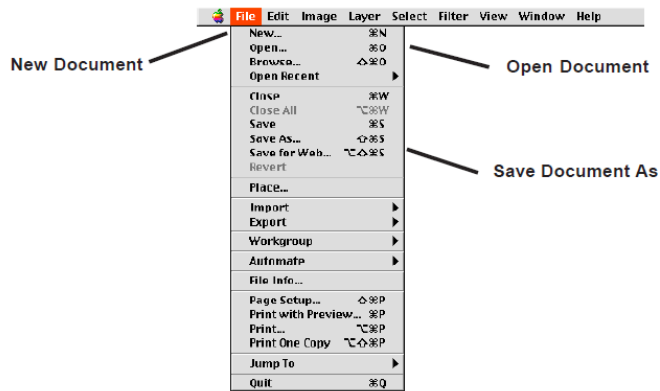 File Edit Image Layer Select Filter View Window Help
New... ⌘N
Open... ⌘O
Browse... ⇧⌘O
Open Recent
Close ⌘W
Close All ⌥⌘W
Save ⌘S
Save As... ⇧⌘S
Save for Web... ⌥⇧⌘S
Revert
Place...
Import
Export
Workgroup
Automate
File Info...
Page Setup... ⇧⌘P
Print with Preview... ⌘P
Print... ⌥⌘P
Print One Copy ⌥⇧⌘P
Jump To
Quit ⌘Q
New Document
Open Document
Save Document As